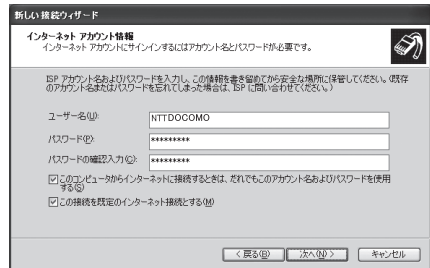 新しい接続ウィザード
インターネット アカウント情報
インターネット アカウントにサインインするにはアカウント名とパスワードが必要です。
ISP アカウント名およびパスワードを入力し、この情報を書き留めてから安全な場所に保管してください。(既存
のアカウント名またはパスワードを忘れてしまった場合は、ISP に問い合わせてください。)
ユーザー名(U):
NTTDOCOMO
パスワード(P):
*********
パスワードの確認入力(C):
*********
このコンピュータからインターネットに接続するときは、だれでもこのアカウント名およびパスワードを使用
する(S)
この接続を既定のインターネット接続とする(M)
< 戻る(B)
次へ(N) >
キャンセル